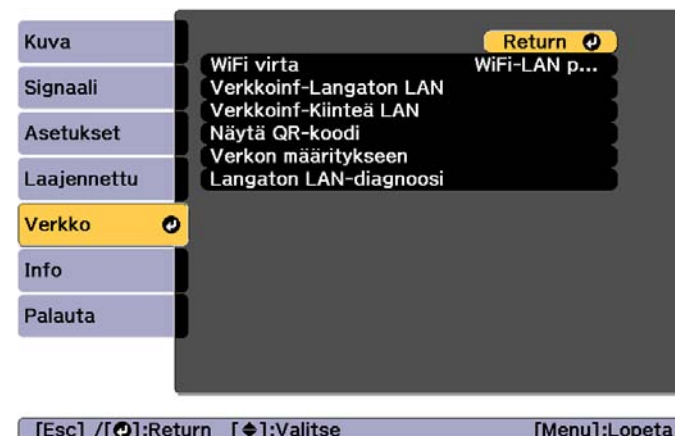 Kuva
Signaali
Asetukset
Laajennettu
Verkko
Info
Palauta
Return
WiFi virta WiFi-LAN p...
Verkkoinf-Langaton LAN
Verkkoinf-Kiinteä LAN
Näytä QR-koodi
Verkon määritykseen
Langaton LAN-diagnoosi
[Esc] /[⏎]:Return [◆]:Valitse [Menu]:Lopeta